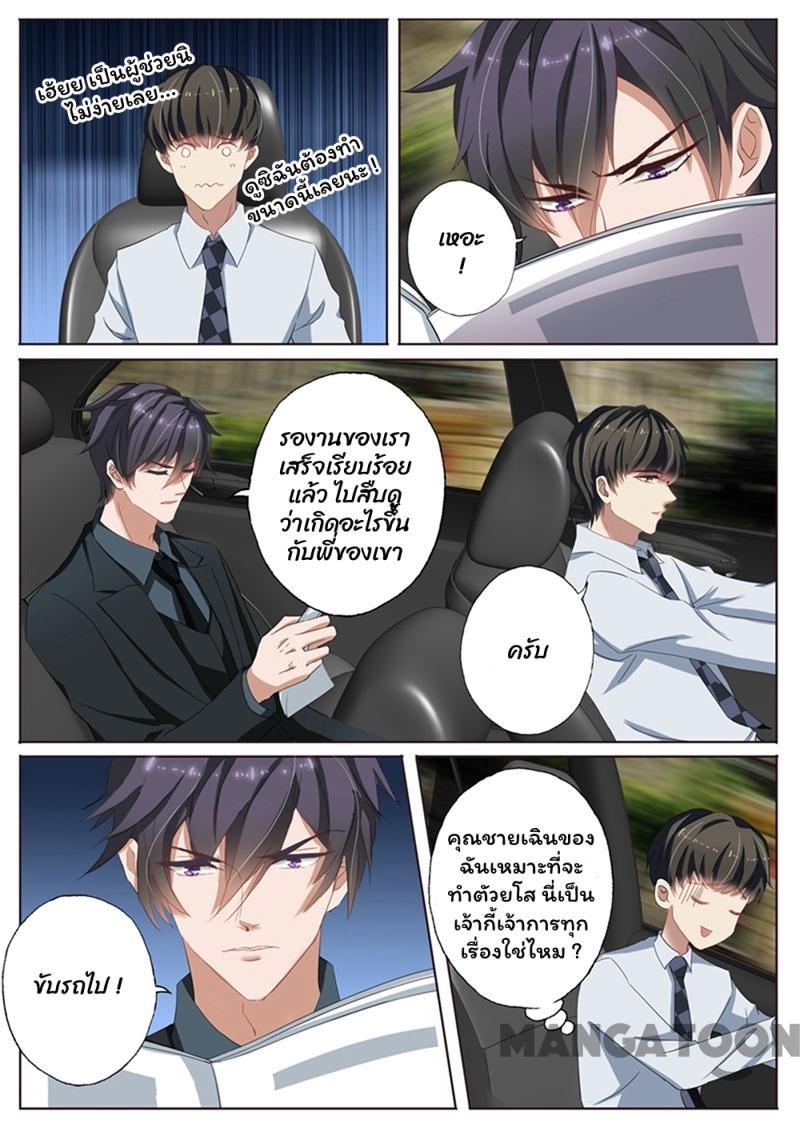 เฮ้ยย เป็นผู้ช่วยนิ
ไม่ง่ายเลย...
ดูซิฉันต้องทำ
ขนาดนี้เลยนะ !
เหอะ
!
รองานของเรา
เสร็จเรียบร้อย
แล้ว ไปสืบดู
ว่าเกิดอะไรขึ้น
กับพี่ของเขา
ครับ
ขับรถไป !
คุณชายเฉินของ
ฉันเหมาะที่จะ
ทำตัวยโส นี่เป็น
เจ้ากี้เจ้าการทุก
เรื่องใช่ไหม ?
MANGATOON